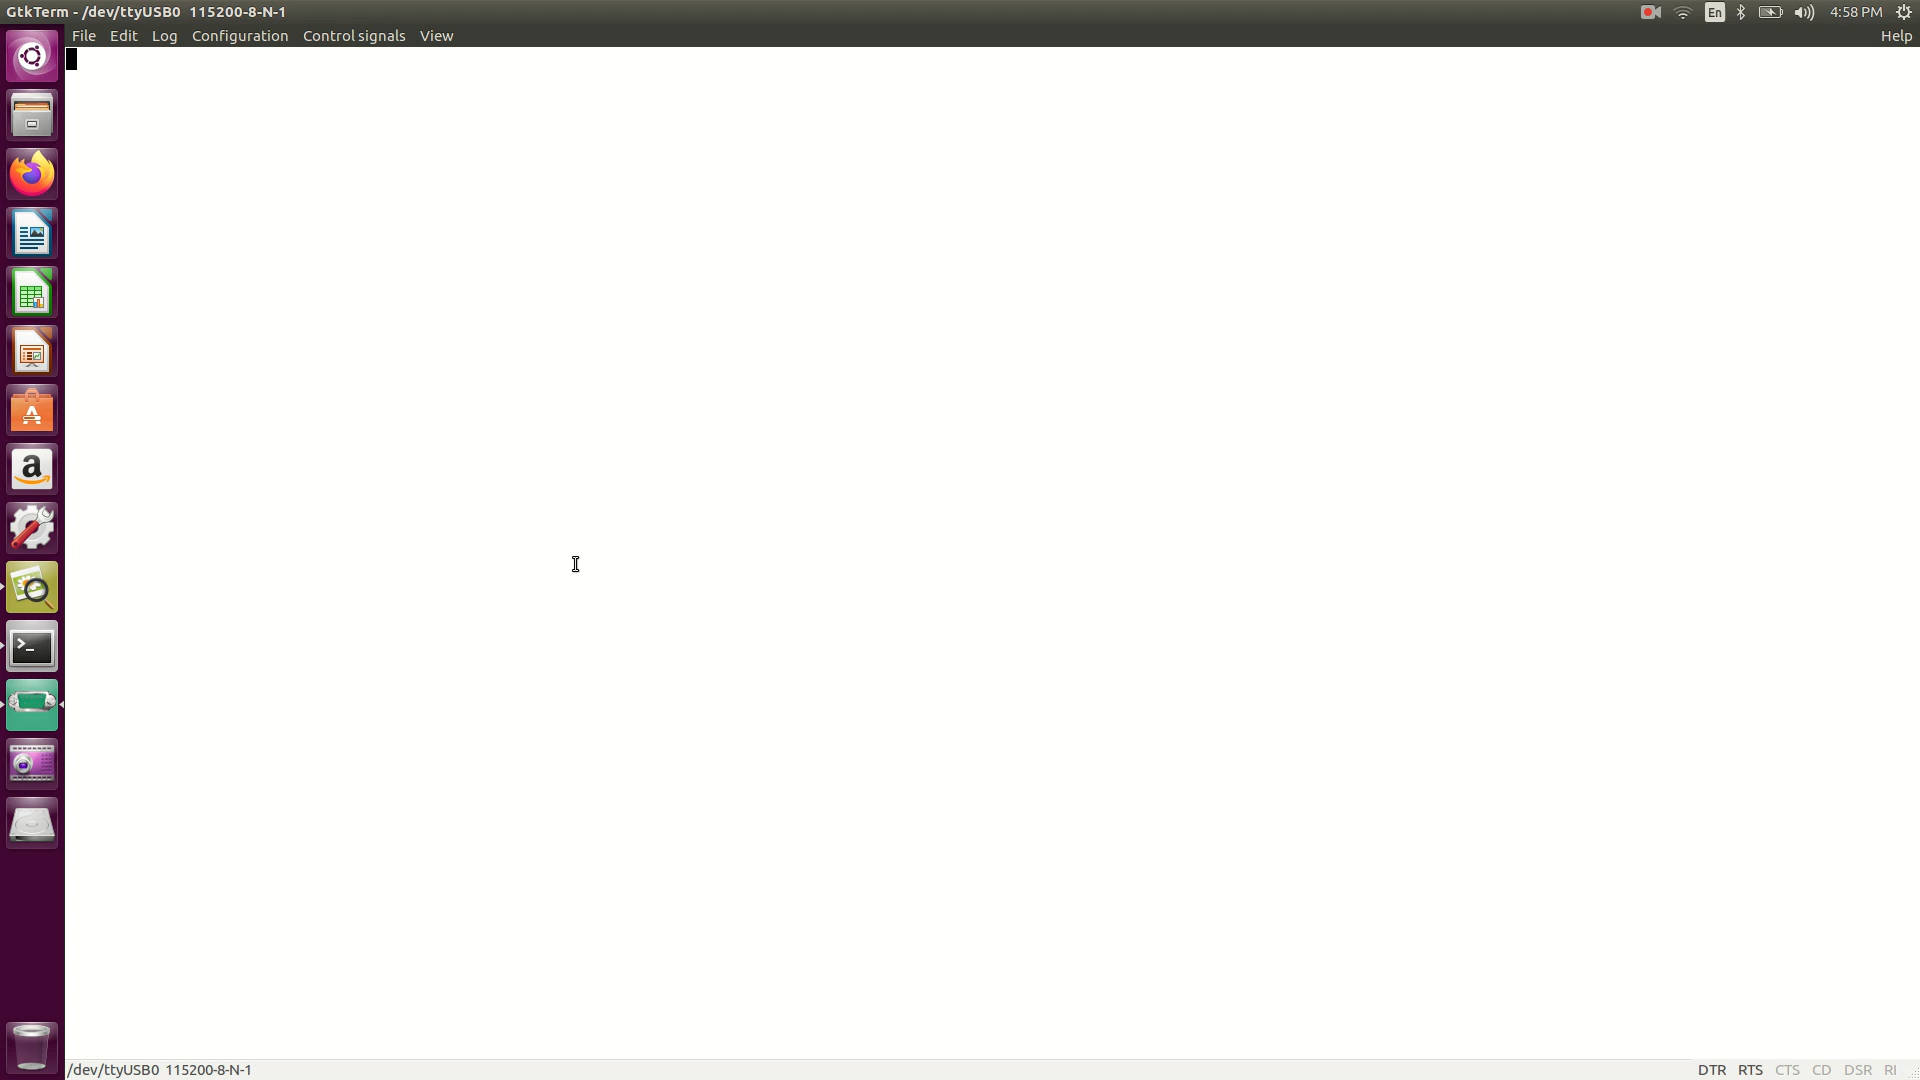 GtkTerm - /dev/ttyUSB0  115200-8-N-1
En
4:58 PM
File Edit Log Configuration Control signals View Help
/dev/ttyUSB0  115200-8-N-1
DTR RTS CTS CD DSR RI